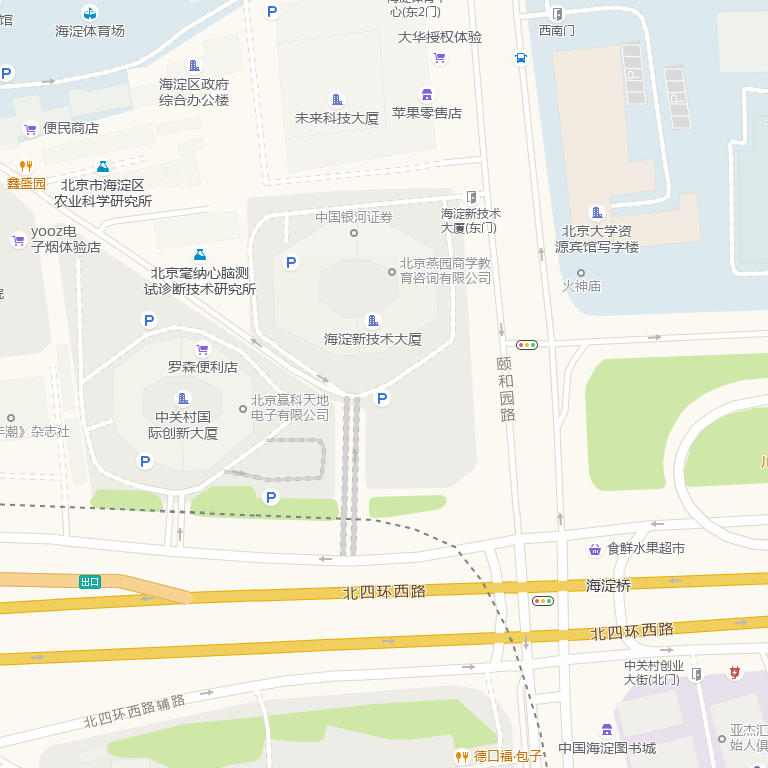 馆
海淀体育场
P
心(东2门)
西南门
大华授权体验
P
海淀区政府
综合办公楼
未来科技大厦
苹果零售店
便民商店
鑫盛园
北京市海淀区
农业科学研究所
中国银河证券
海淀新技术
大厦(东门)
北京大学资
源宾馆写字楼
yooz电
子烟体验店
P
北京毫纳心脑测
试诊断技术研究所
北京燕园商学教
育咨询有限公司
火神庙
院
P
海淀新技术大厦
罗森便利店
颐和园路
P
北京赢科天地
电子有限公司
中关村国
际创新大厦
年潮》杂志社
P
P
食鲜水果超市
出口
北四环西路
海淀桥
北四环西路
中关村创业
大街(北门)
北四环西路辅路
中国海淀图书城
亚杰汇
始人俱
德口福·包子